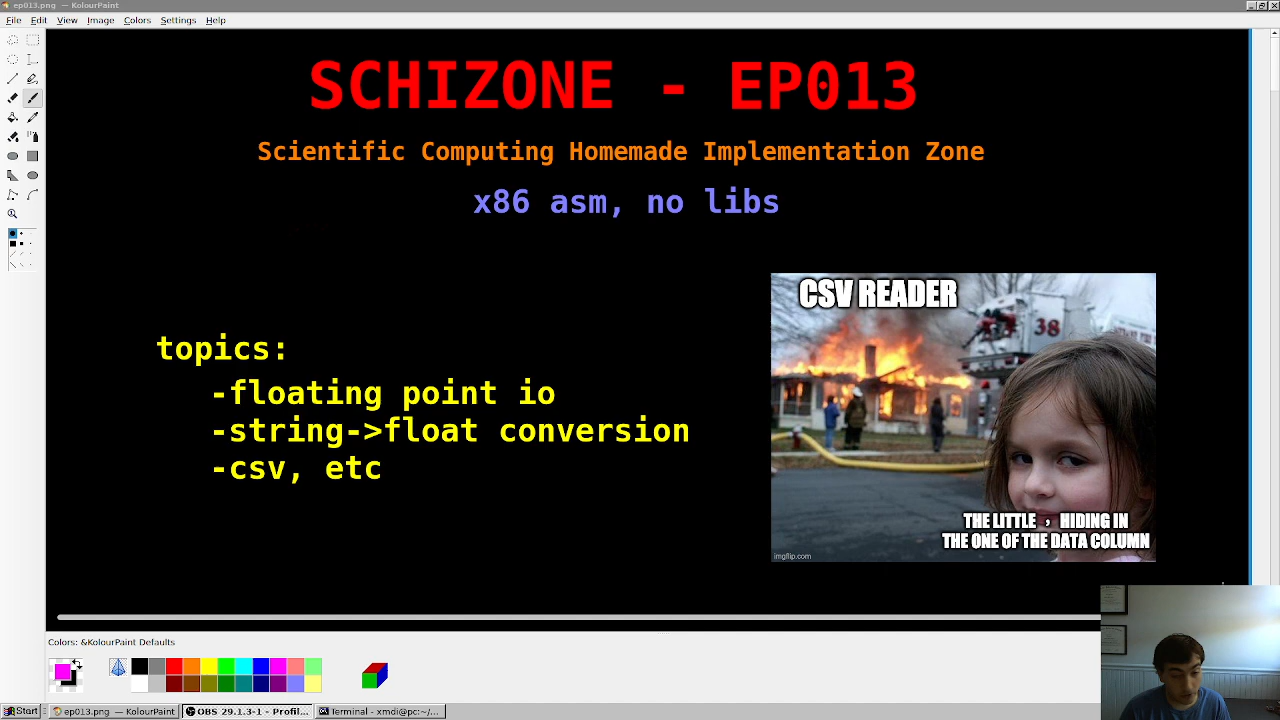 ep013.png — KolourPaint
File Edit View Image Colors Settings Help
SCHIZONE - EP013
Scientific Computing Homemade Implementation Zone
x86 asm, no libs
topics:
-floating point io
-string->float conversion
-csv, etc
CSV READER
38
THE LITTLE , HIDING IN
THE ONE OF THE DATA COLUMN
imgflip.com
Colors: &KolourPaint Defaults
Start ep013.png — KolourPaint OBS 29.1.3-1 - Profil... Terminal - xmdi@pc:~/...